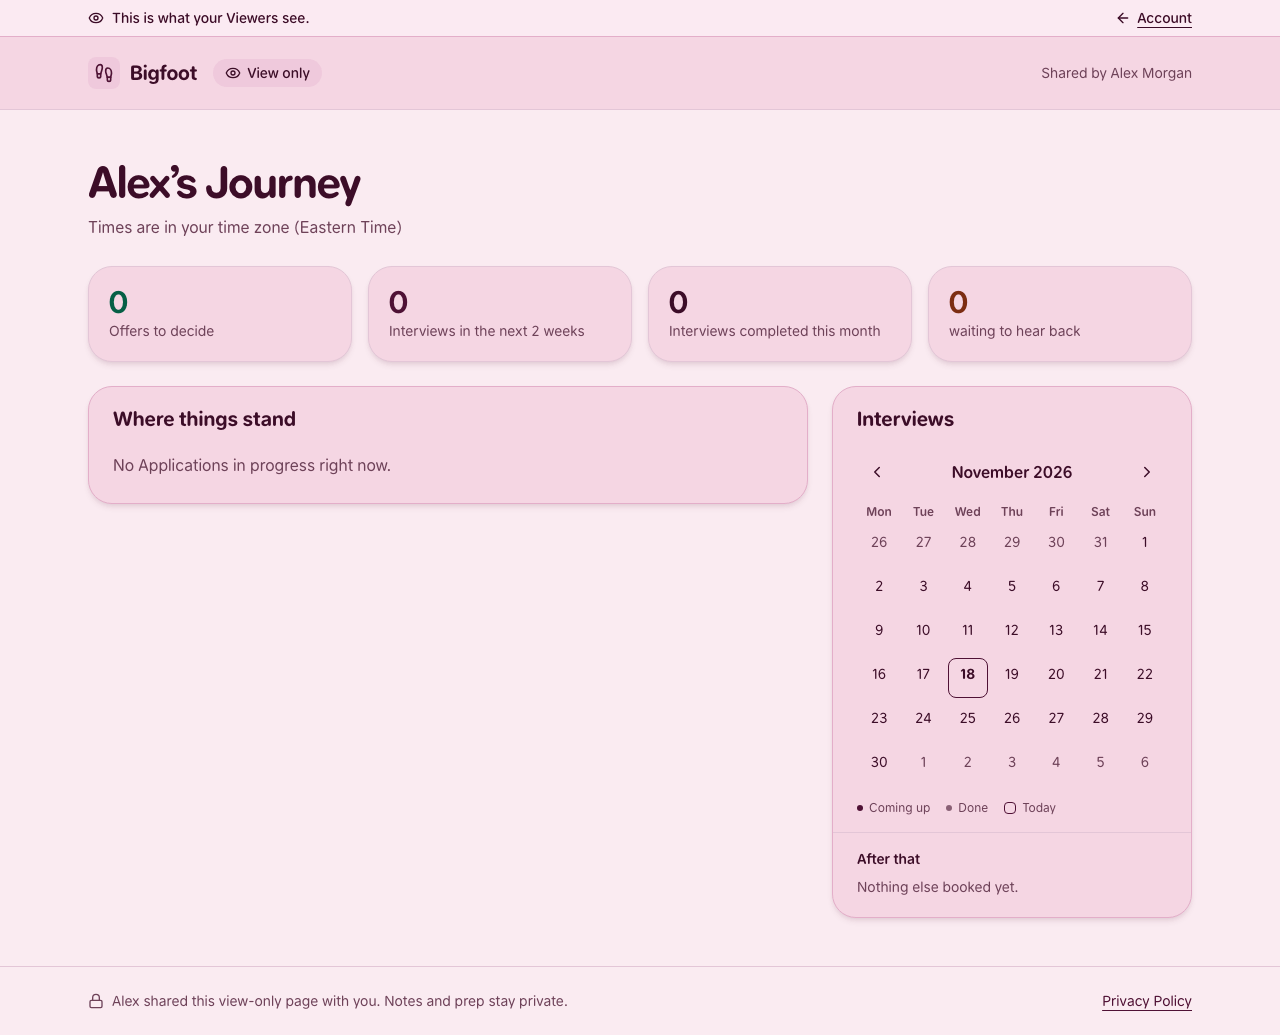 This is what your Viewers see.
Account
Bigfoot
View only
Shared by Alex Morgan
Alex’s Journey
Times are in your time zone (Eastern Time)
0
Offers to decide
0
Interviews in the next 2 weeks
0
Interviews completed this month
0
waiting to hear back
Where things stand
No Applications in progress right now.
Interviews
November 2026
Mon Tue Wed Thu Fri Sat Sun
26 27 28 29 30 31 1
2 3 4 5 6 7 8
9 10 11 12 13 14 15
16 17 18 19 20 21 22
23 24 25 26 27 28 29
30 1 2 3 4 5 6
Coming up Done Today
After that
Nothing else booked yet.
Alex shared this view-only page with you. Notes and prep stay private.
Privacy Policy